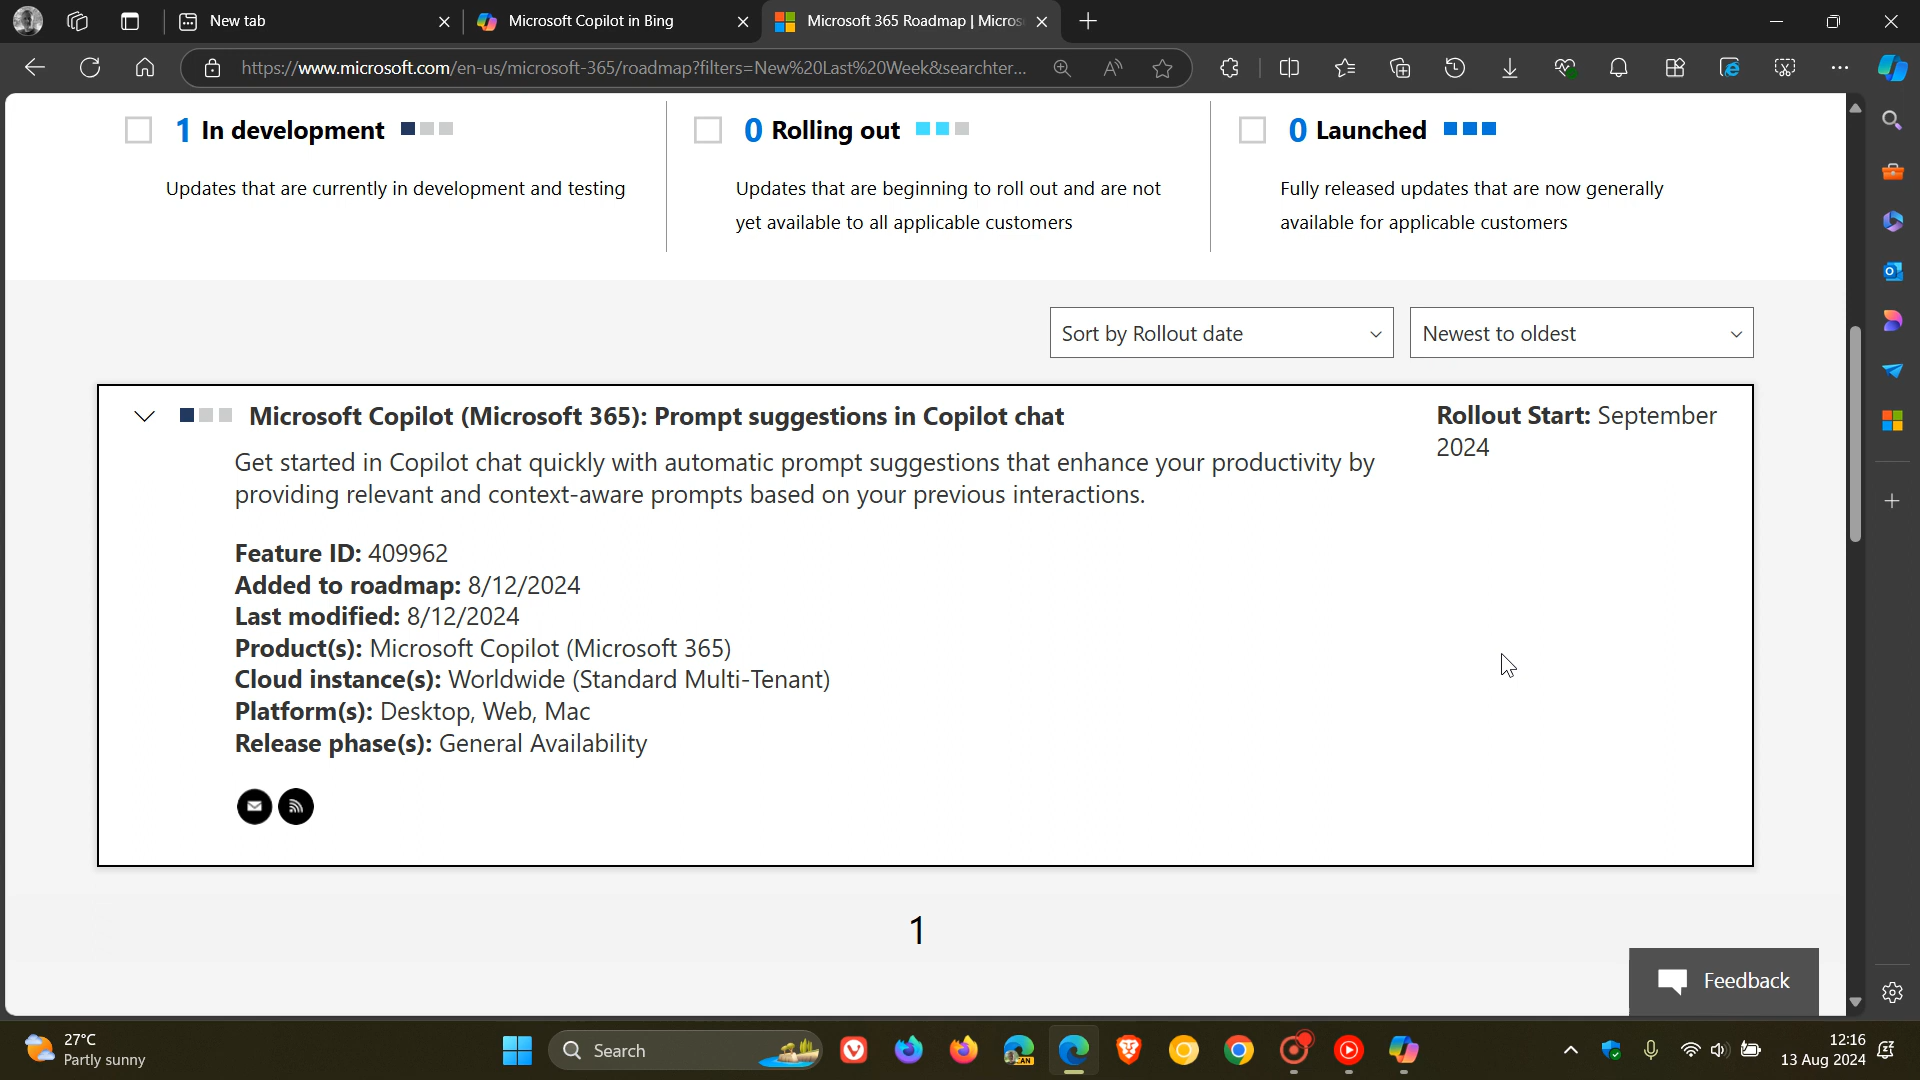 New tab
Microsoft Copilot in Bing
Microsoft 365 Roadmap | Micros
https://www.microsoft.com/en-us/microsoft-365/roadmap?filters=New%20Last%20Week&searchter...
1 In development
Updates that are currently in development and testing
0 Rolling out
Updates that are beginning to roll out and are not
yet available to all applicable customers
0 Launched
Fully released updates that are now generally
available for applicable customers
Sort by Rollout date
Newest to oldest
Microsoft Copilot (Microsoft 365): Prompt suggestions in Copilot chat
Rollout Start: September
2024
Get started in Copilot chat quickly with automatic prompt suggestions that enhance your productivity by
providing relevant and context-aware prompts based on your previous interactions.
Feature ID: 409962
Added to roadmap: 8/12/2024
Last modified: 8/12/2024
Product(s): Microsoft Copilot (Microsoft 365)
Cloud instance(s): Worldwide (Standard Multi-Tenant)
Platform(s): Desktop, Web, Mac
Release phase(s): General Availability
1
Feedback
27°C
Partly sunny
Search
12:16
13 Aug 2024